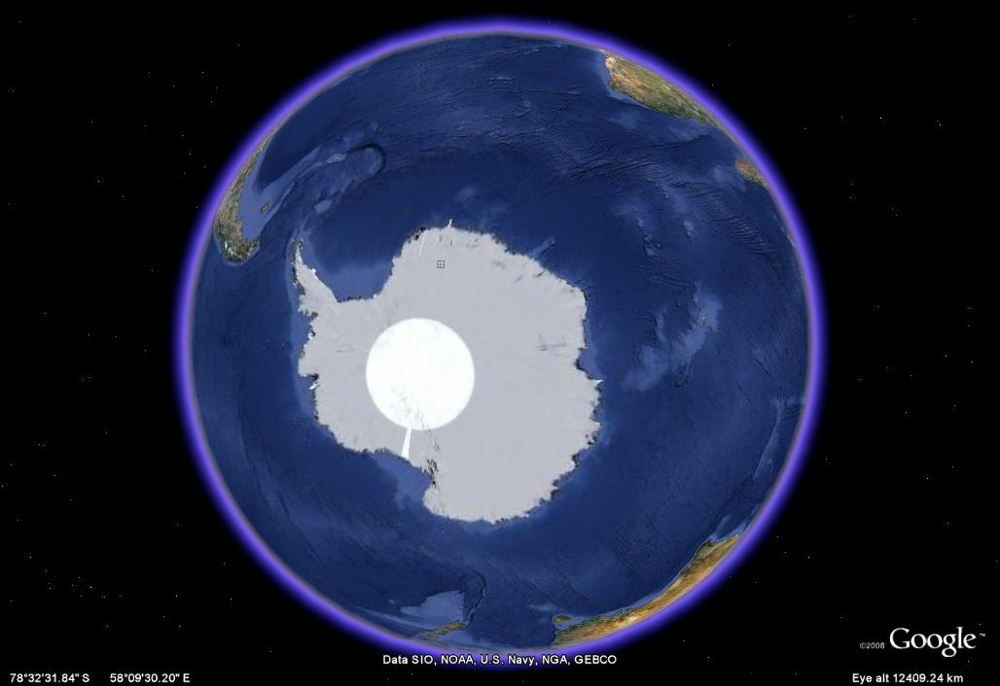 ©2008 Google™
Data SIO, NOAA, U.S. Navy, NGA, GEBCO
78°32'31.84" S 58°09'30.20" E Eye alt 12409.24 km